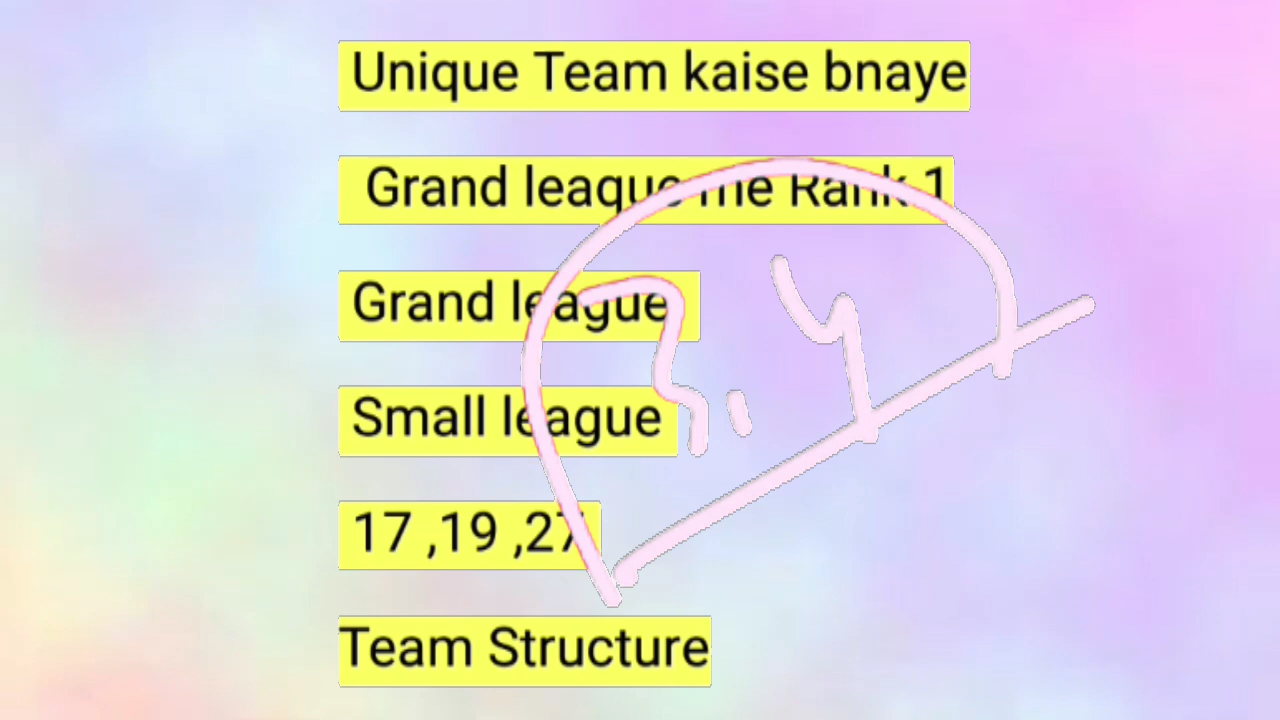 Unique Team kaise bnaye
Grand league me Rank 1
Grand league
Small league
17 ,19 ,27
Team Structure